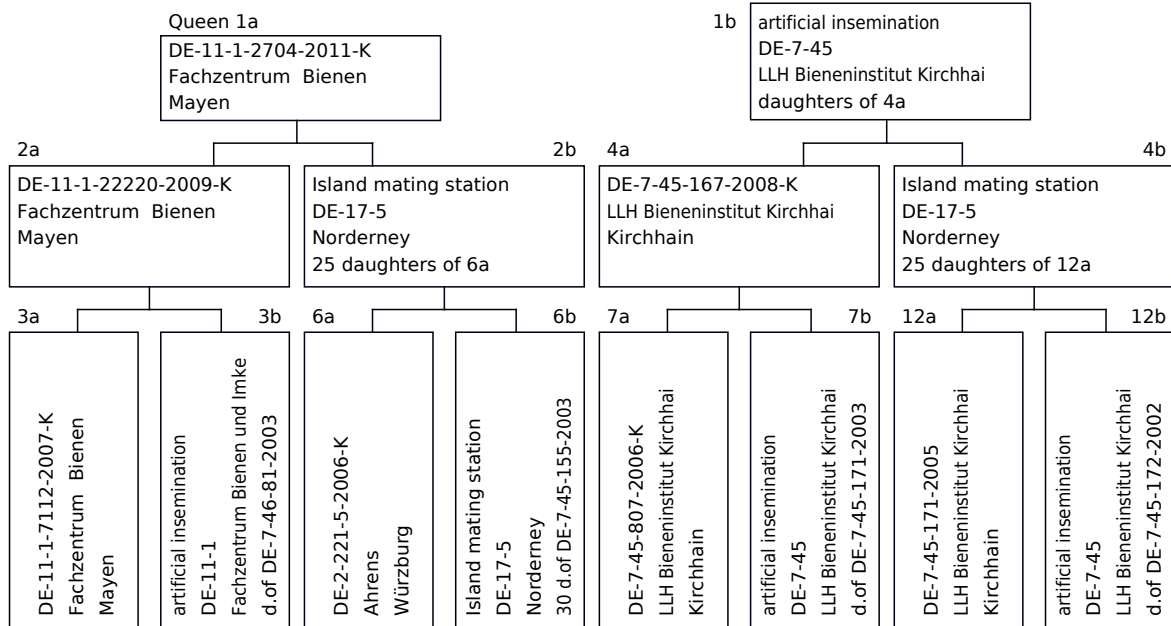 Queen 1a
DE-11-1-2704-2011-K
Fachzentrum Bienen
Mayen
1b
artificial insemination
DE-7-45
LLH Bieneninstitut Kirchhai
daughters of 4a
2a
DE-11-1-22220-2009-K
Fachzentrum Bienen
Mayen
2b
Island mating station
DE-17-5
Norderney
25 daughters of 6a
4a
DE-7-45-167-2008-K
LLH Bieneninstitut Kirchhai
Kirchhain
4b
Island mating station
DE-17-5
Norderney
25 daughters of 12a
3a
DE-11-1-7112-2007-K
Fachzentrum Bienen
Mayen
3b
artificial insemination
DE-11-1
Fachzentrum Bienen und Imke
d.of DE-7-46-81-2003
6a
DE-2-221-5-2006-K
Ahrens
Würzburg
6b
Island mating station
DE-17-5
Norderney
30 d.of DE-7-45-155-2003
7a
DE-7-45-807-2006-K
LLH Bieneninstitut Kirchhai
Kirchhain
7b
artificial insemination
DE-7-45
LLH Bieneninstitut Kirchhai
d.of DE-7-45-171-2003
12a
DE-7-45-171-2005
LLH Bieneninstitut Kirchhai
Kirchhain
12b
artificial insemination
DE-7-45
LLH Bieneninstitut Kirchhai
d.of DE-7-45-172-2002